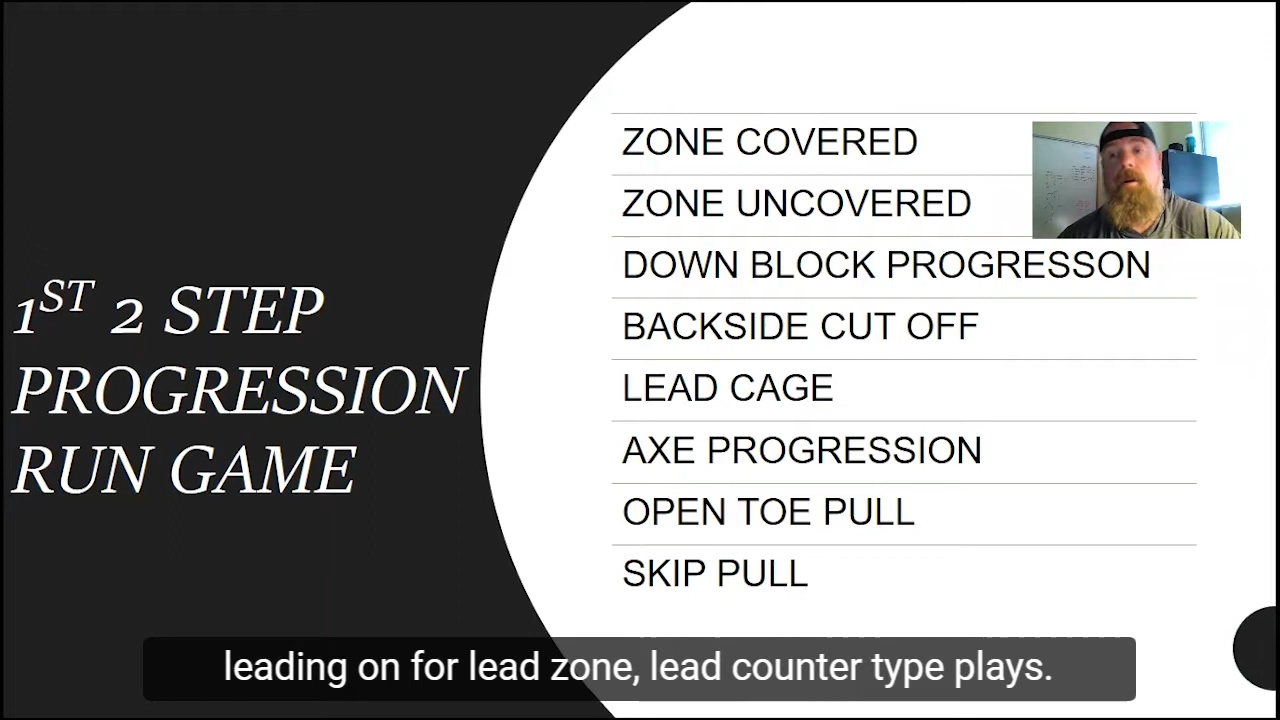 1ST 2 STEP
PROGRESSION
RUN GAME
ZONE COVERED
ZONE UNCOVERED
DOWN BLOCK PROGRESSON
BACKSIDE CUT OFF
LEAD CAGE
AXE PROGRESSION
OPEN TOE PULL
SKIP PULL
leading on for lead zone, lead counter type plays.